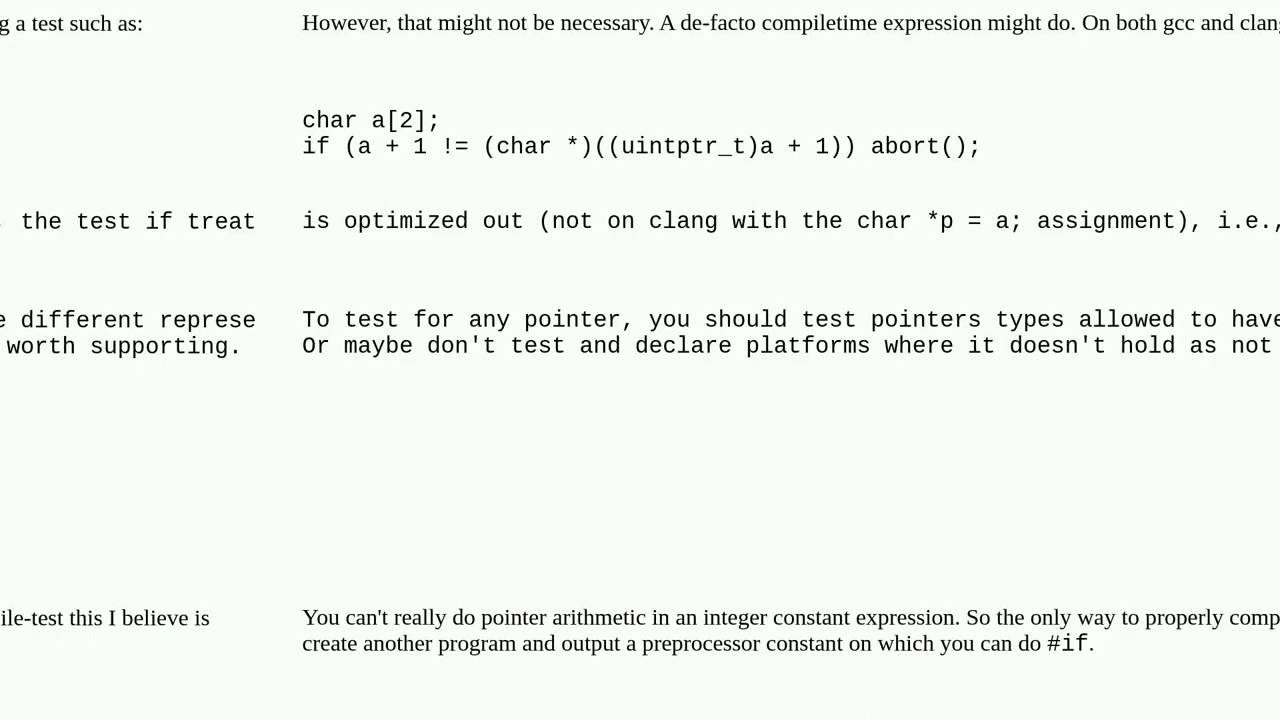 g a test such as:
the test if treat
e different represe
worth supporting.
ile-test this I believe is
However, that might not be necessary. A de-facto compiletime expression might do. On both gcc and clang
char a[2];
if (a + 1 != (char *)((uintptr_t)a + 1)) abort();
is optimized out (not on clang with the char *p = a; assignment), i.e.,
To test for any pointer, you should test pointers types allowed to have
Or maybe don't test and declare platforms where it doesn't hold as not
You can't really do pointer arithmetic in an integer constant expression. So the only way to properly comp
create another program and output a preprocessor constant on which you can do #if.